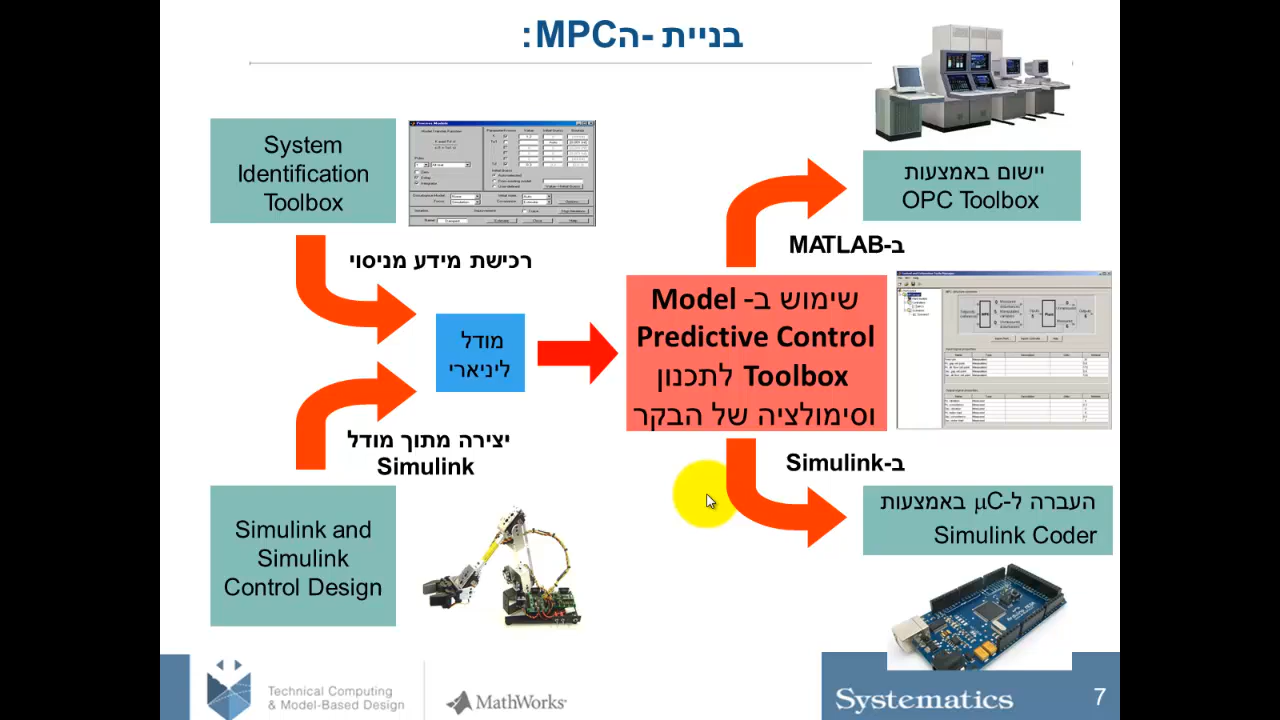 בניית -הMPC:
System
Identification
Toolbox
רכישת מידע מניסוי
מודל
ליניארי
יצירה מתוך מודל
Simulink
Simulink and
Simulink
Control Design
שימוש ב- Model
Predictive Control
Toolbox לתכנון
וסימולציה של הבקר
יישום באמצעות
OPC Toolbox
ב-MATLAB
ב-Simulink
העברה ל-µC באמצעות
Simulink Coder
Technical Computing
& Model-Based Design
MathWorks
Systematics
7